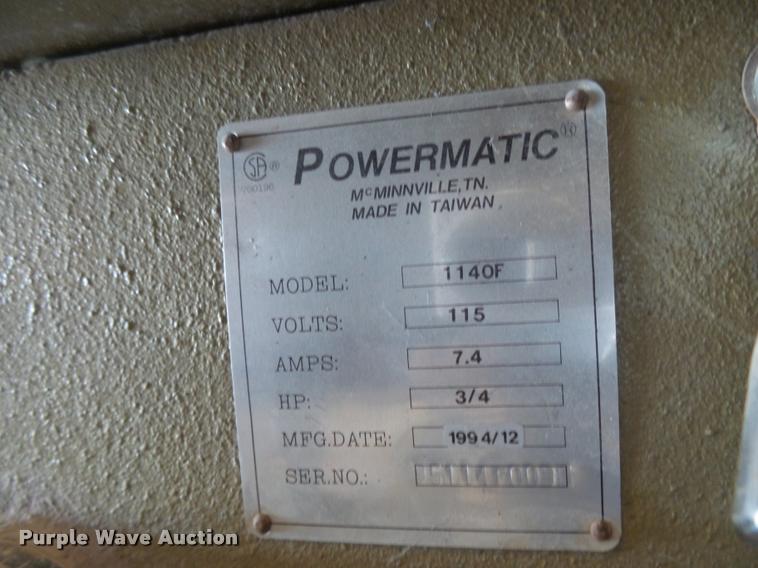 POWERMATIC®
SA ®
McMINNVILLE, TN.
MADE IN TAIWAN
MODEL: 1140F
VOLTS: 115
AMPS: 7.4
HP: 3/4
MFG.DATE: 1994/12
SER.NO.:
Purple Wave Auction